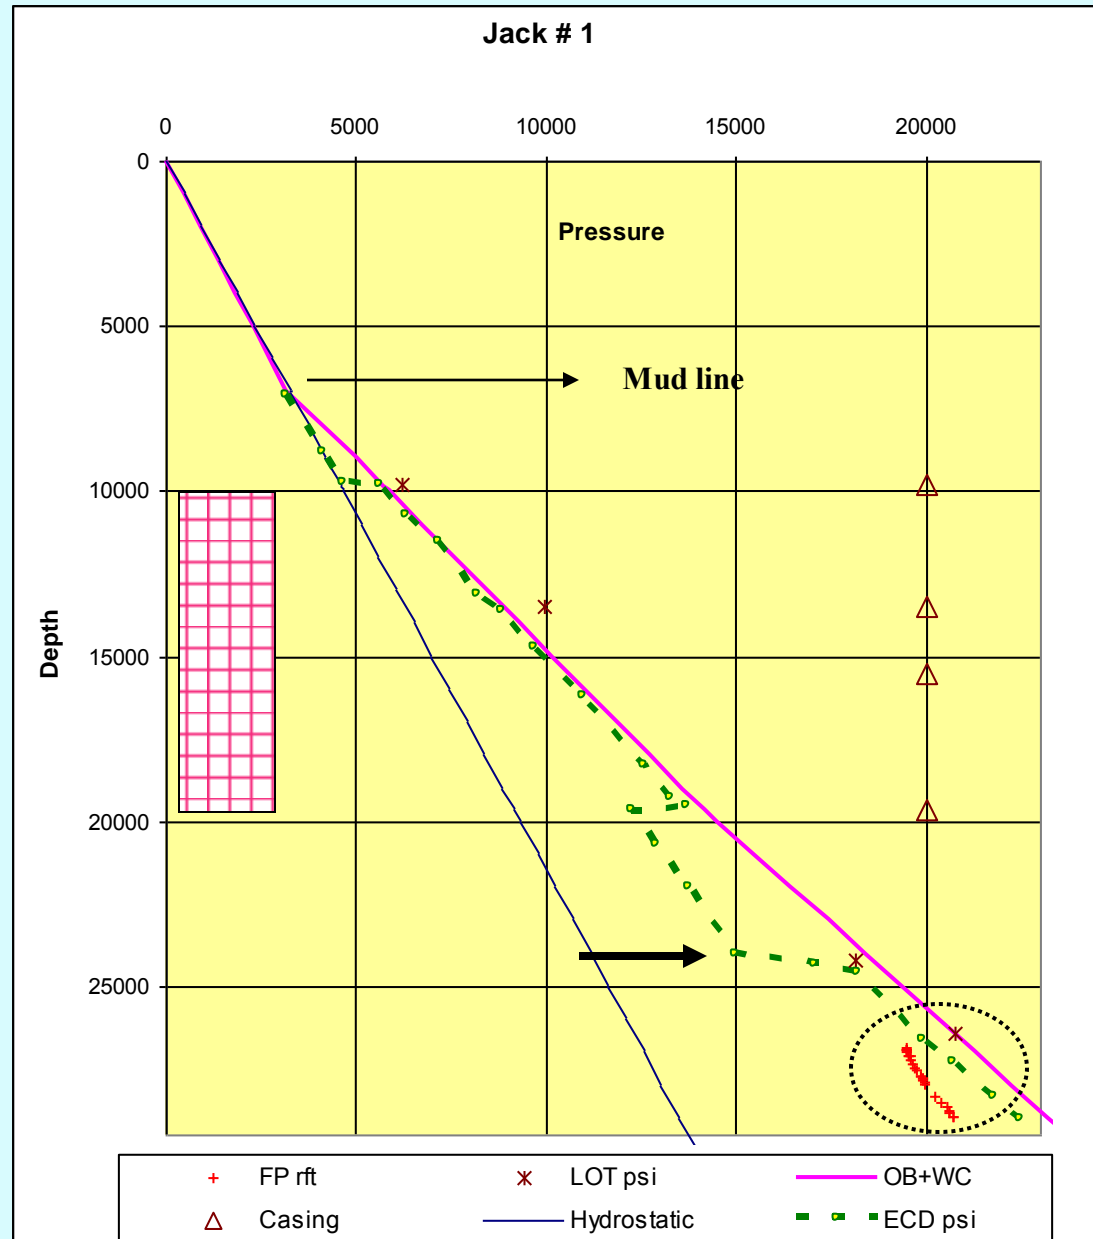 Jack # 1
0 5000 10000 15000 20000
0
Pressure
5000
Mud line
10000
Depth
15000
20000
25000
FP rft LOT psi OB+WC
Casing Hydrostatic ECD psi